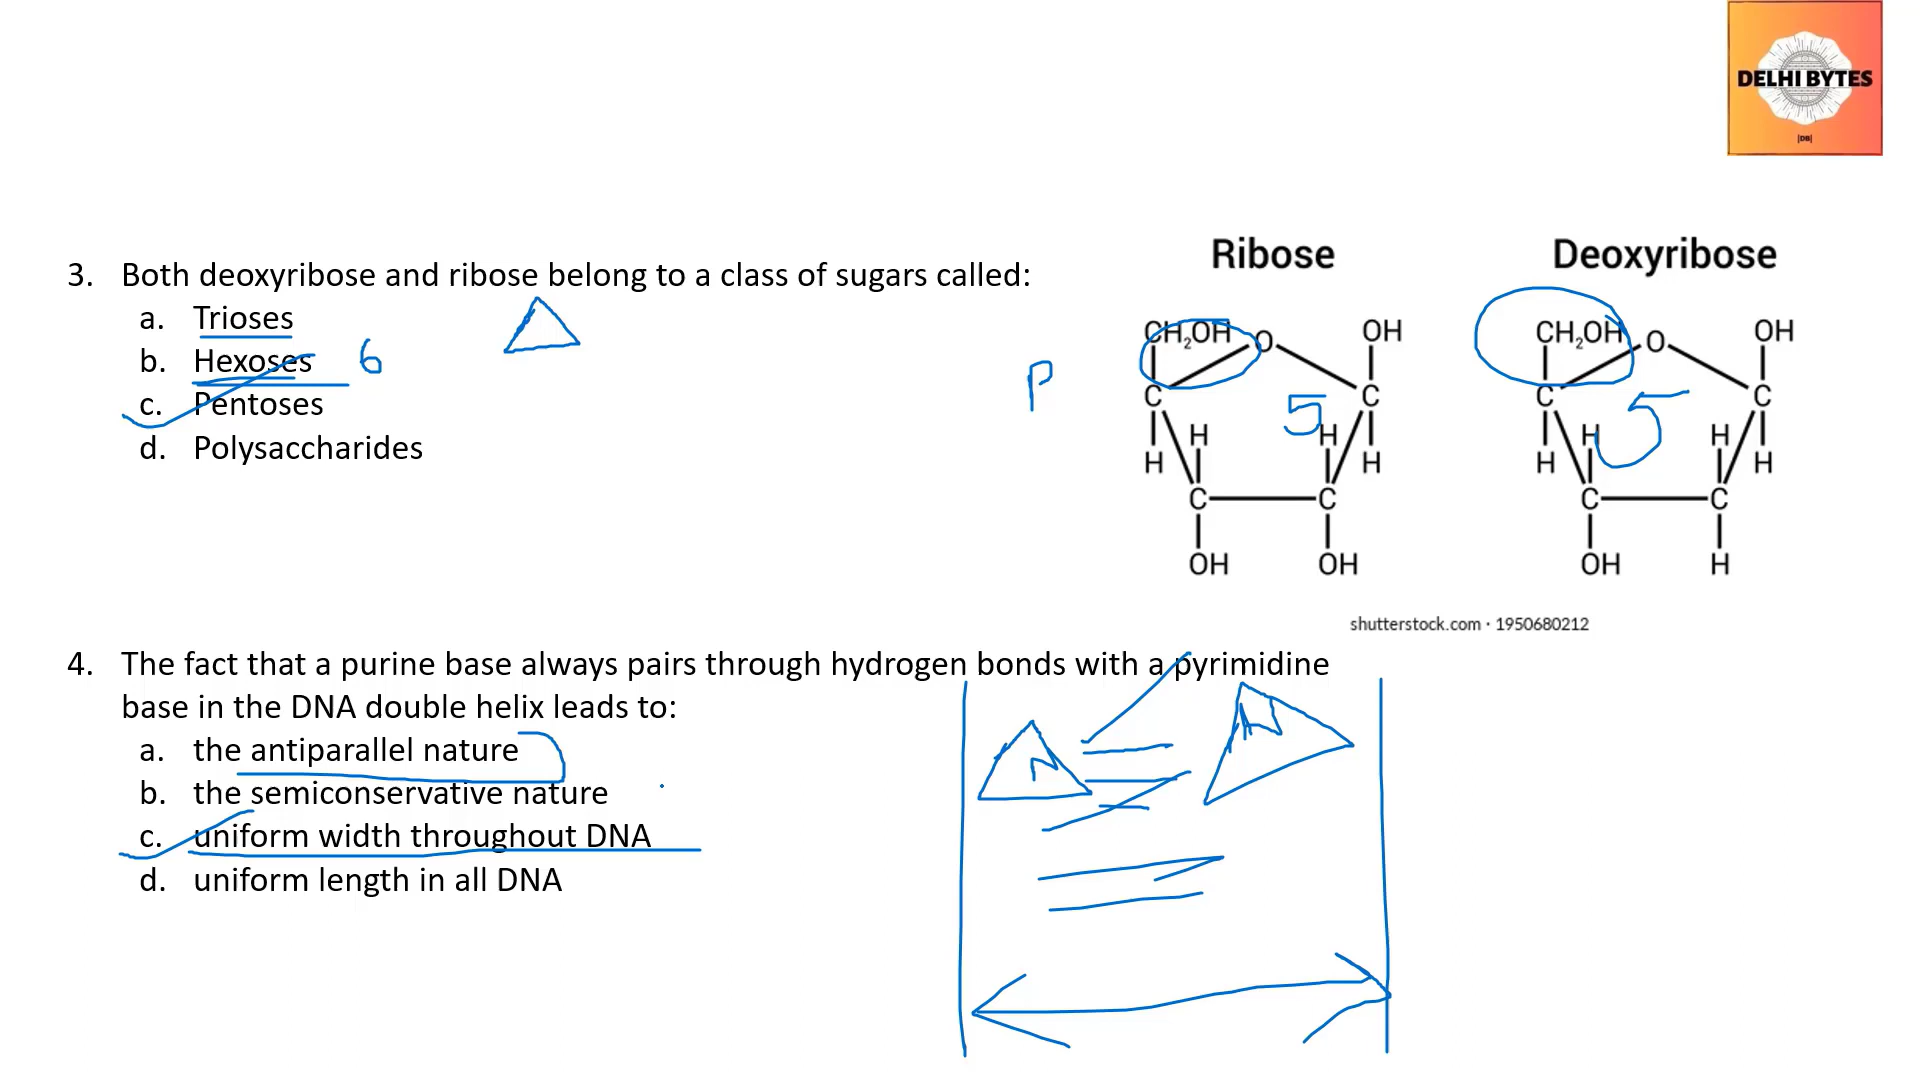 DELHI BYTES
|DB|
3. Both deoxyribose and ribose belong to a class of sugars called:
a. Trioses
b. Hexoses 6
c. Pentoses
d. Polysaccharides
P
Ribose
CH₂OH O OH
C 5 C
H H H H
C C
OH OH
Deoxyribose
CH₂OH O OH
C 5 C
H H H H
C C
OH H
shutterstock.com · 1950680212
4. The fact that a purine base always pairs through hydrogen bonds with a pyrimidine
base in the DNA double helix leads to:
a. the antiparallel nature
b. the semiconservative nature
c. uniform width throughout DNA
d. uniform length in all DNA